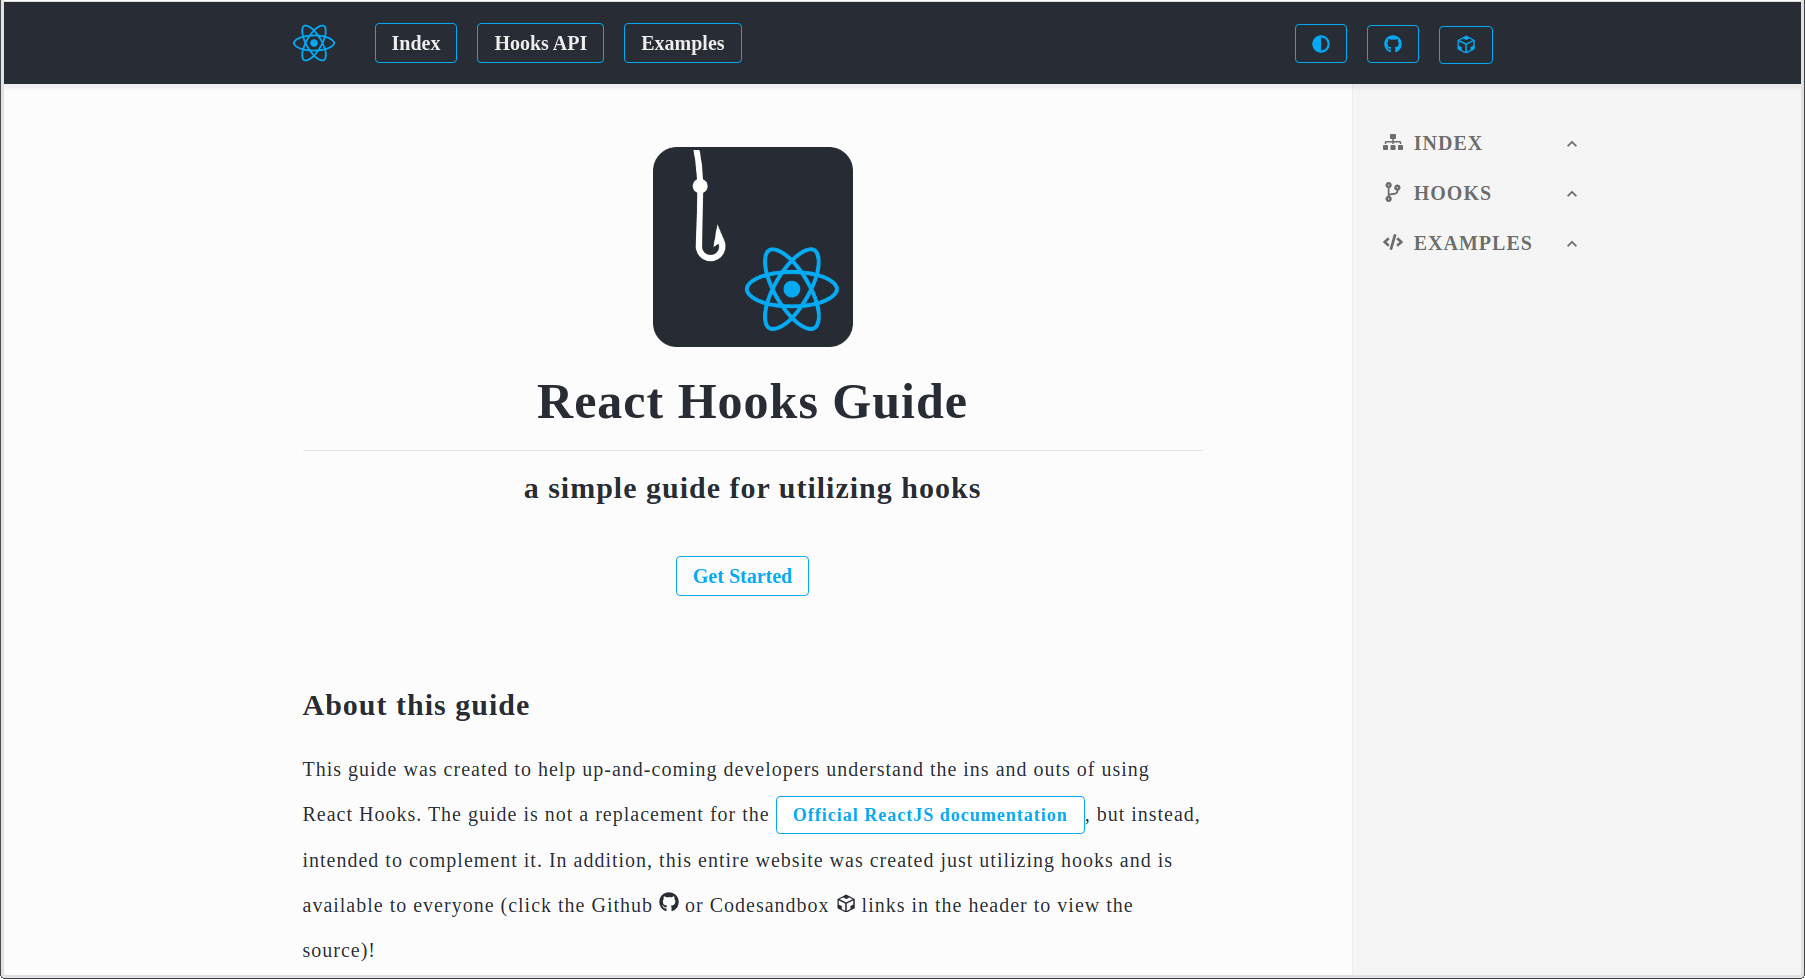 Index
Hooks API
Examples
INDEX
HOOKS
EXAMPLES
React Hooks Guide
a simple guide for utilizing hooks
Get Started
About this guide
This guide was created to help up-and-coming developers understand the ins and outs of using
React Hooks. The guide is not a replacement for the Official ReactJS documentation, but instead,
intended to complement it. In addition, this entire website was created just utilizing hooks and is
available to everyone (click the Github or Codesandbox links in the header to view the
source)!